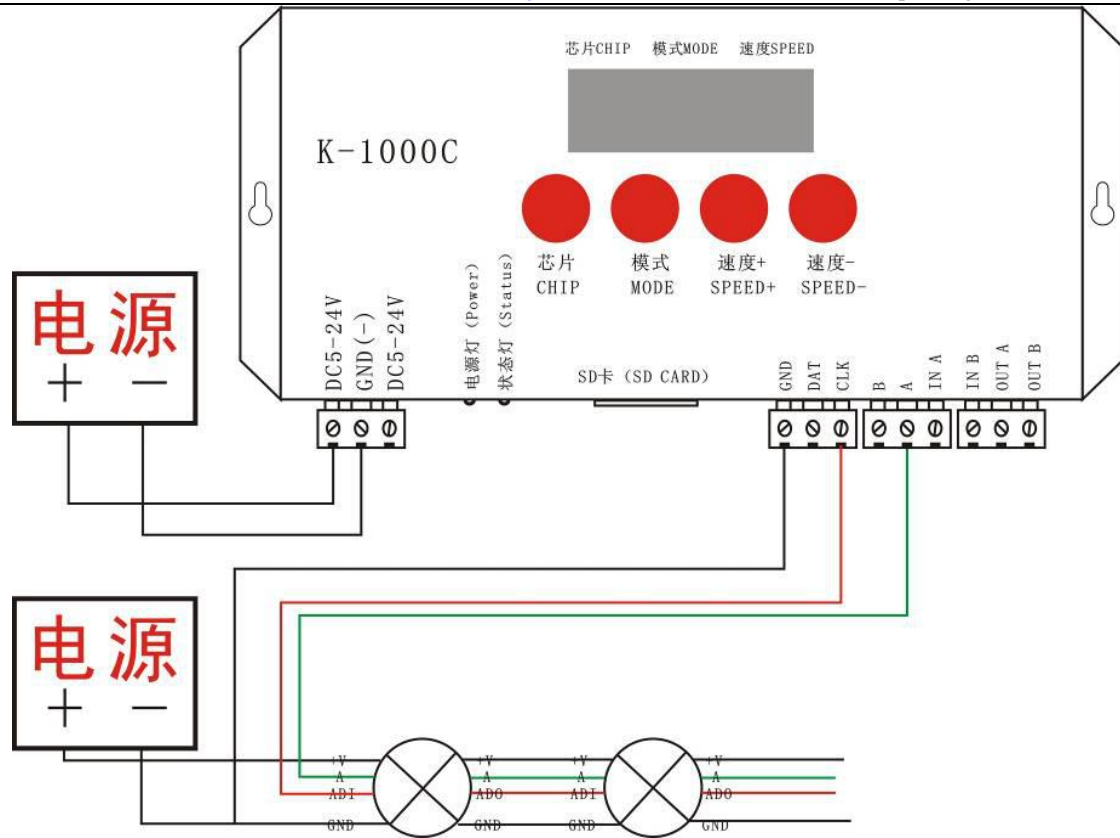 芯片CHIP 模式MODE 速度SPEED
K-1000C
芯片 模式 速度+ 速度-
CHIP MODE SPEED+ SPEED-
电源
+ −
DC5-24V
GND(-)
DC5-24V
电源灯 (Power)
状态灯 (Status)
SD卡 (SD CARD)
GND
DAT
CLK
B
A
IN A
IN B
OUT A
OUT B
电源
+ −
+V +V +V +V
A A A A
ADI ADO ADI ADO
GND GND GND GND